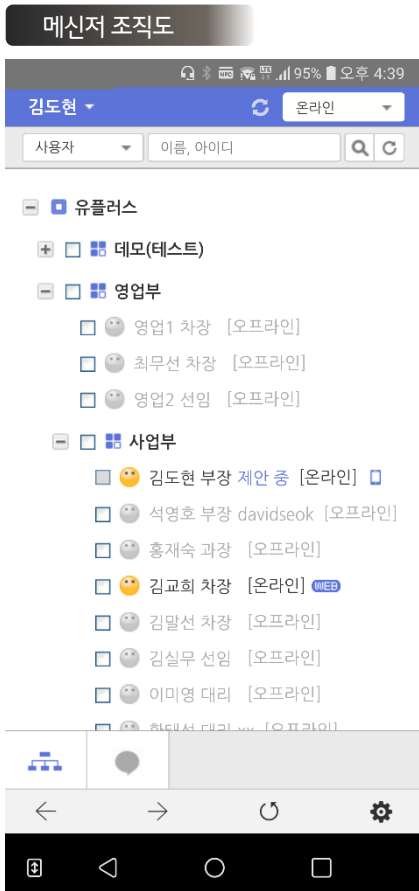 메신저 조직도
95% 오후 4:39
김도현 온라인
사용자 이름, 아이디
유플러스
데모(테스트)
영업부
영업1 차장 [오프라인]
최무선 차장 [오프라인]
영업2 선임 [오프라인]
사업부
김도현 부장 제안 중 [온라인]
석영호 부장 davidseok [오프라인]
홍재숙 과장 [오프라인]
김교희 차장 [온라인] WEB
김말선 차장 [오프라인]
김실무 선임 [오프라인]
이미영 대리 [오프라인]
대리 xx [오프라인]